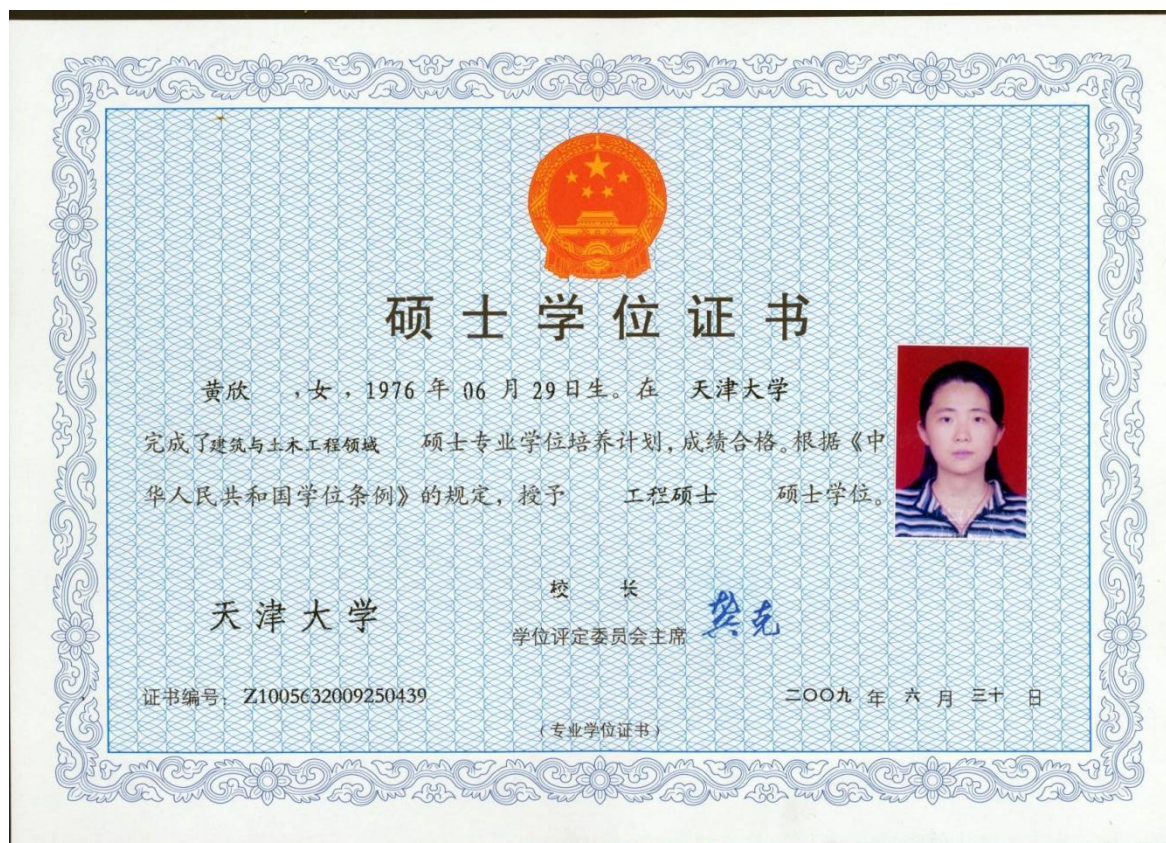 硕士学位证书
黄欣 ,女,1976 年 06 月 29日生。在 天津大学
完成了建筑与土木工程领域 硕士专业学位培养计划,成绩合格。根据《中
华人民共和国学位条例》的规定,授予 工程硕士 硕士学位。
校 长
天津大学
龚克
学位评定委员会主席
证书编号: Z1005632009250439
二〇〇九 年 六 月 三十 日
(专业学位证书)